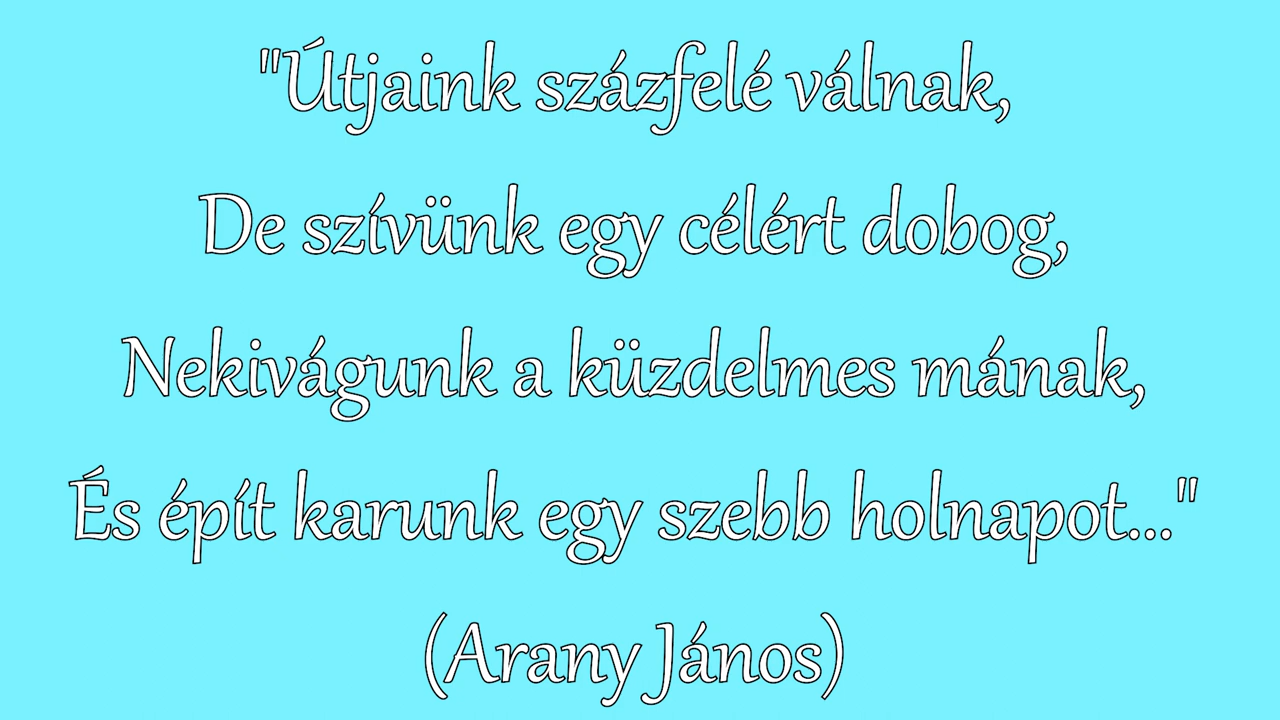 "Útjaink százfelé válnak,
De szívünk egy célért dobog,
Nekivágunk a küzdelmes mának,
És épít karunk egy szebb holnapot..."
(Arany János)